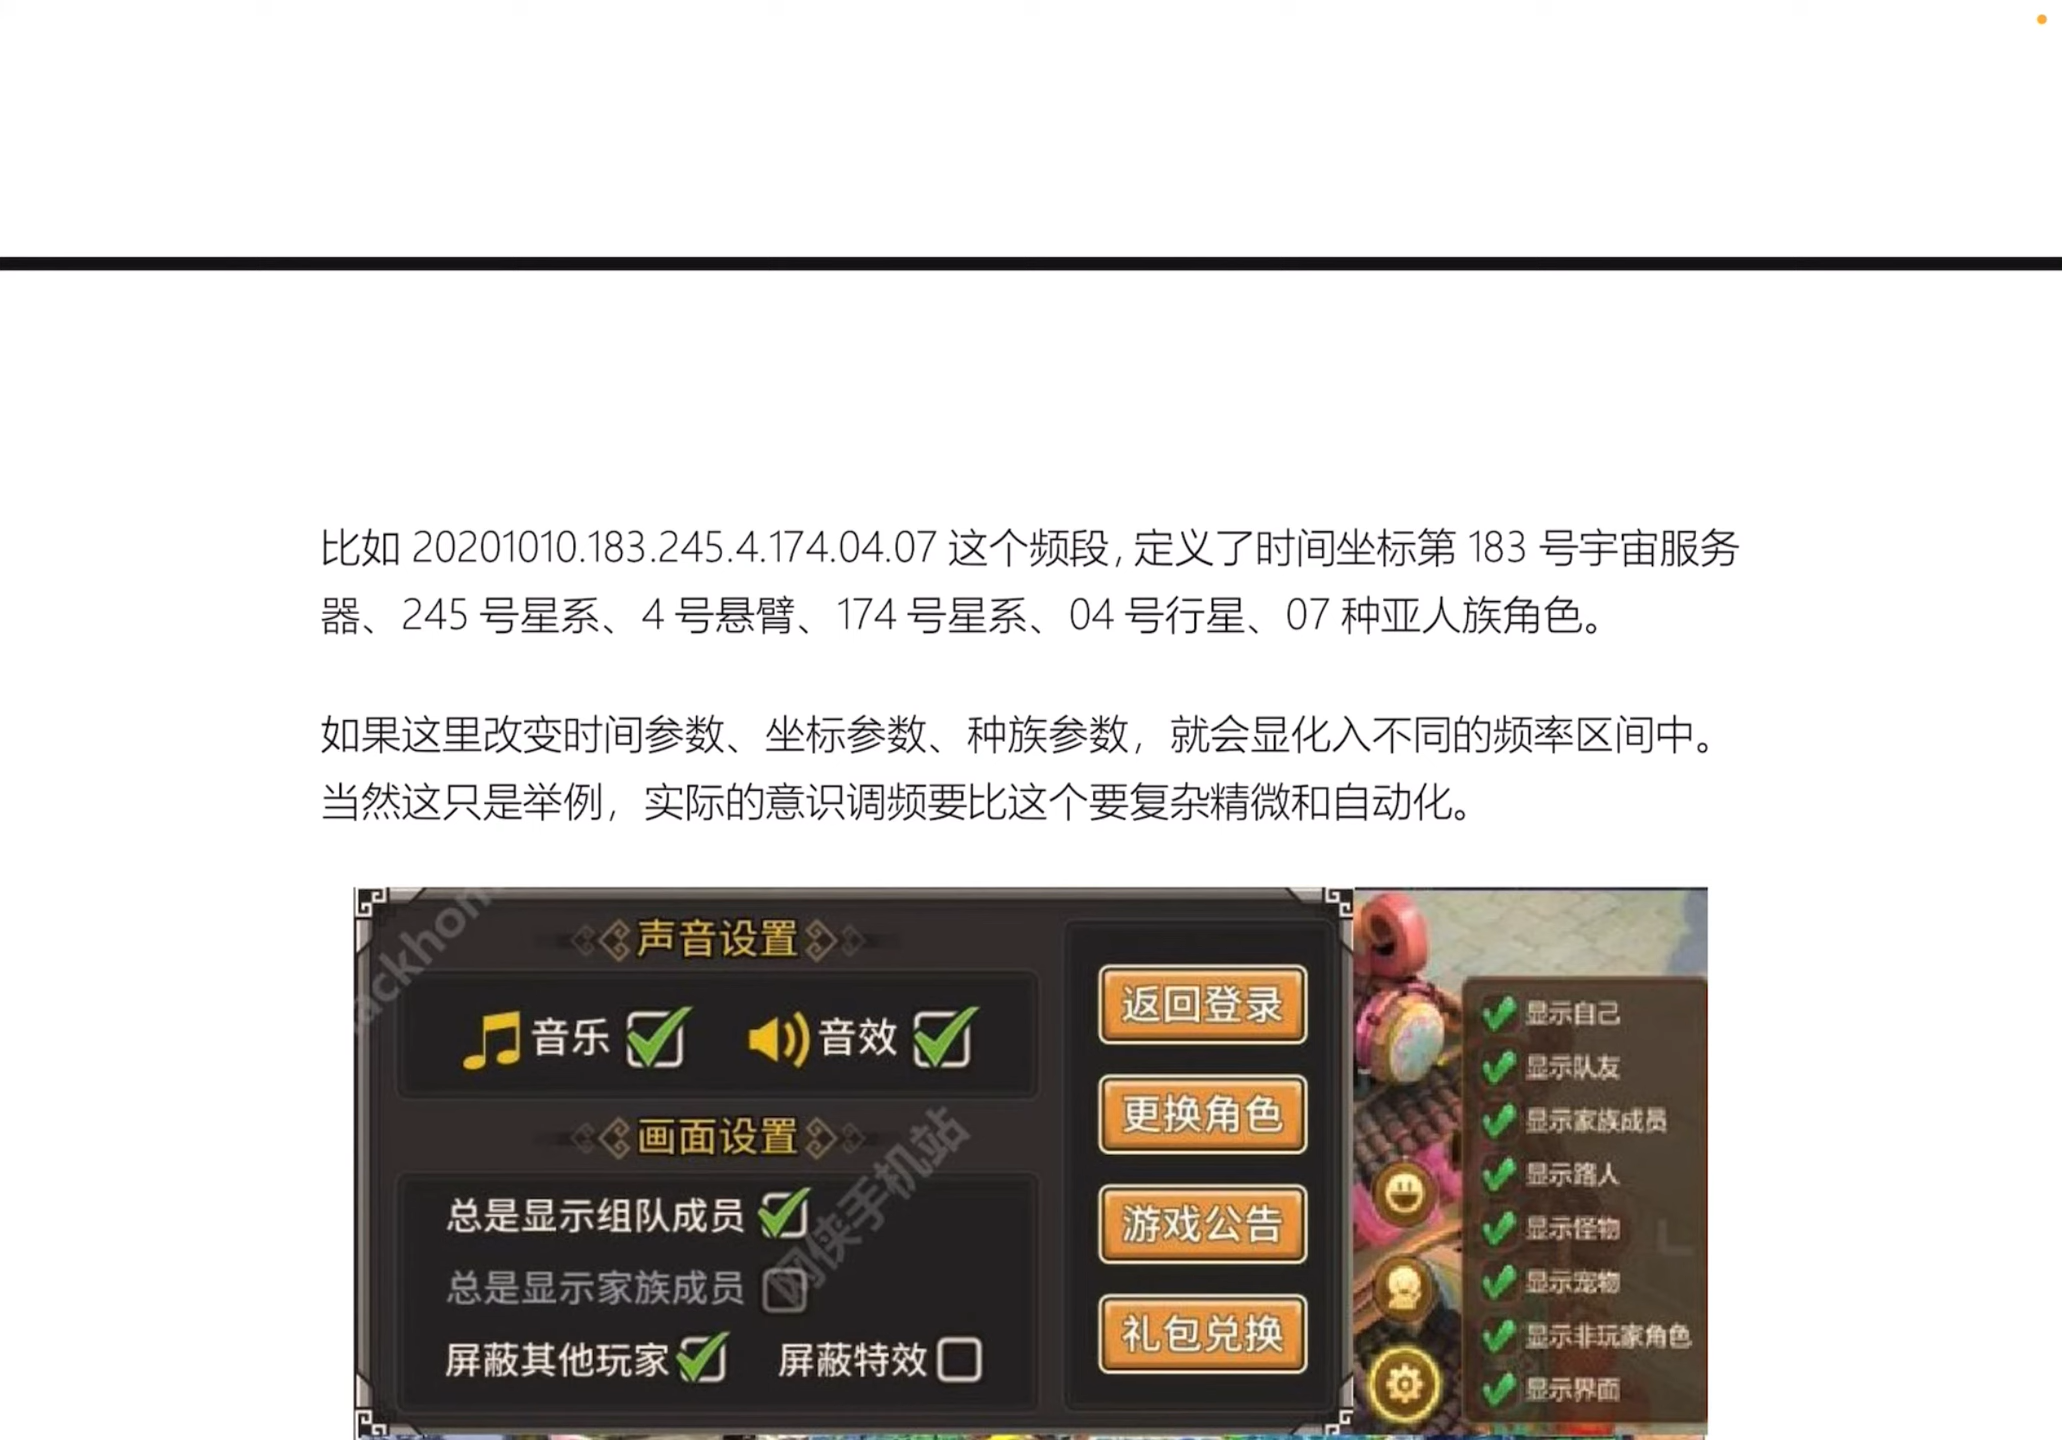 比如 20201010.183.245.4.174.04.07 这个频段，定义了时间坐标第 183 号宇宙服务
器、245 号星系、4 号悬臂、174 号星系、04 号行星、07 种亚人族角色。
如果这里改变时间参数、坐标参数、种族参数，就会显化入不同的频率区间中。
当然这只是举例，实际的意识调频要比这个要复杂精微和自动化。
声音设置
音乐 音效
画面设置
总是显示组队成员
总是显示家族成员
屏蔽其他玩家 屏蔽特效
返回登录
更换角色
游戏公告
礼包兑换
显示自己
显示队友
显示家族成员
显示路人
显示怪物
显示宠物
显示非玩家角色
显示界面
ackhom
网侠手机站